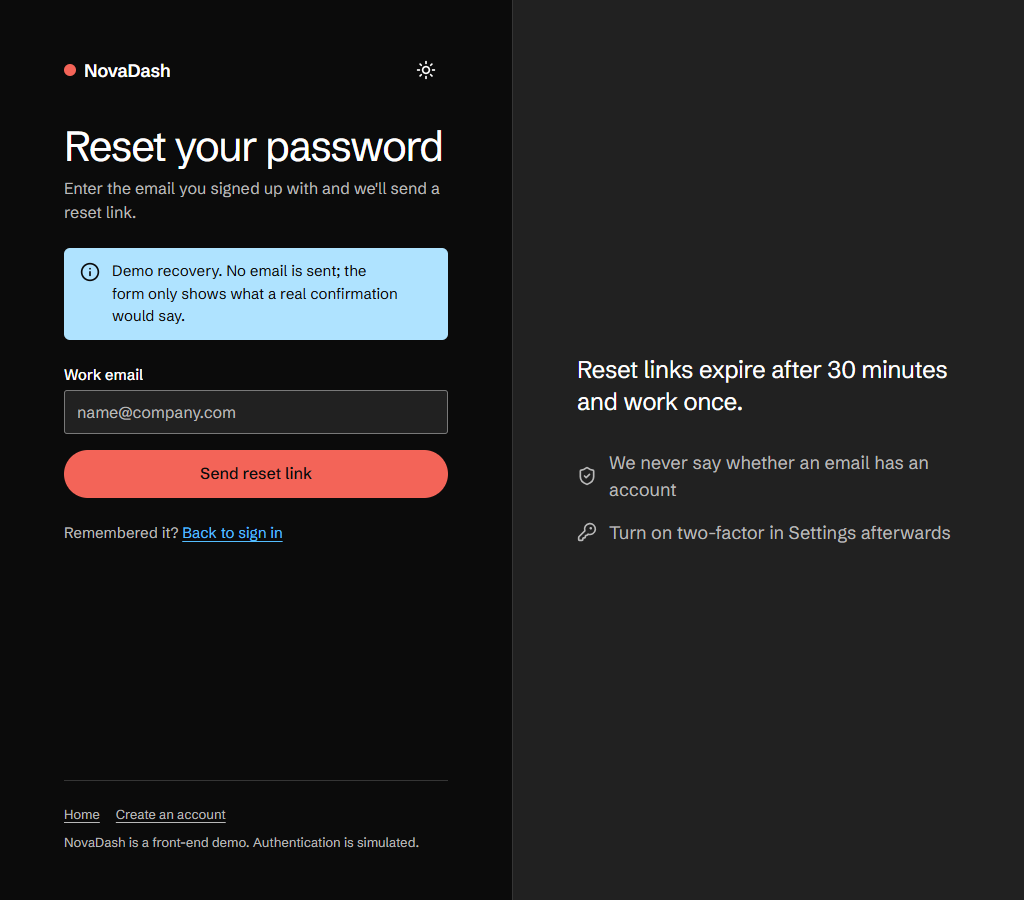 NovaDash
Reset your password
Enter the email you signed up with and we'll send a
reset link.
Demo recovery. No email is sent; the
form only shows what a real confirmation
would say.
Work email
name@company.com
Send reset link
Remembered it? Back to sign in
Home Create an account
NovaDash is a front-end demo. Authentication is simulated.
Reset links expire after 30 minutes
and work once.
We never say whether an email has an
account
Turn on two-factor in Settings afterwards